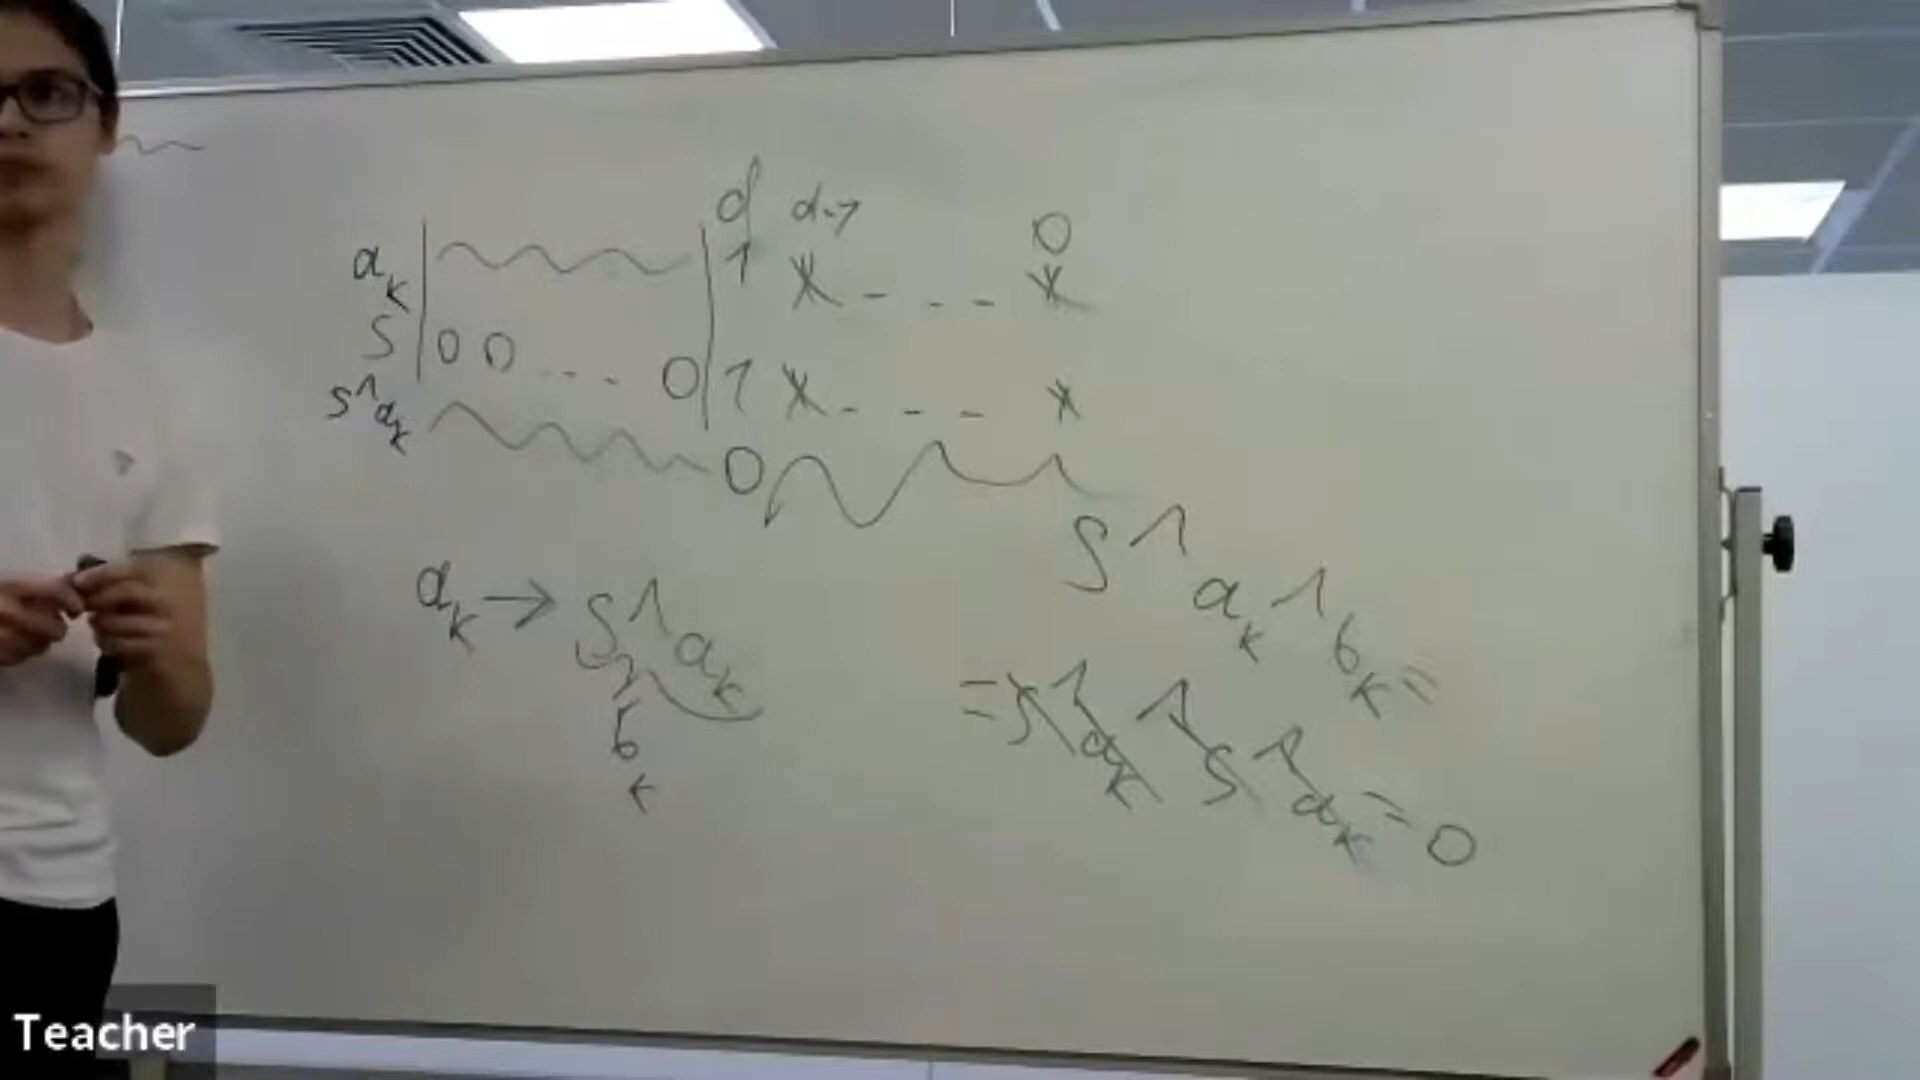 d d-1 0
a_k 1 * - - - * 
S 0 0 ... 0 1 * - - - *
S^a_k 0
a_k → S^a_k
b_k
S^a_k^b_k =
= S^a_k^S^a_k = 0
Teacher